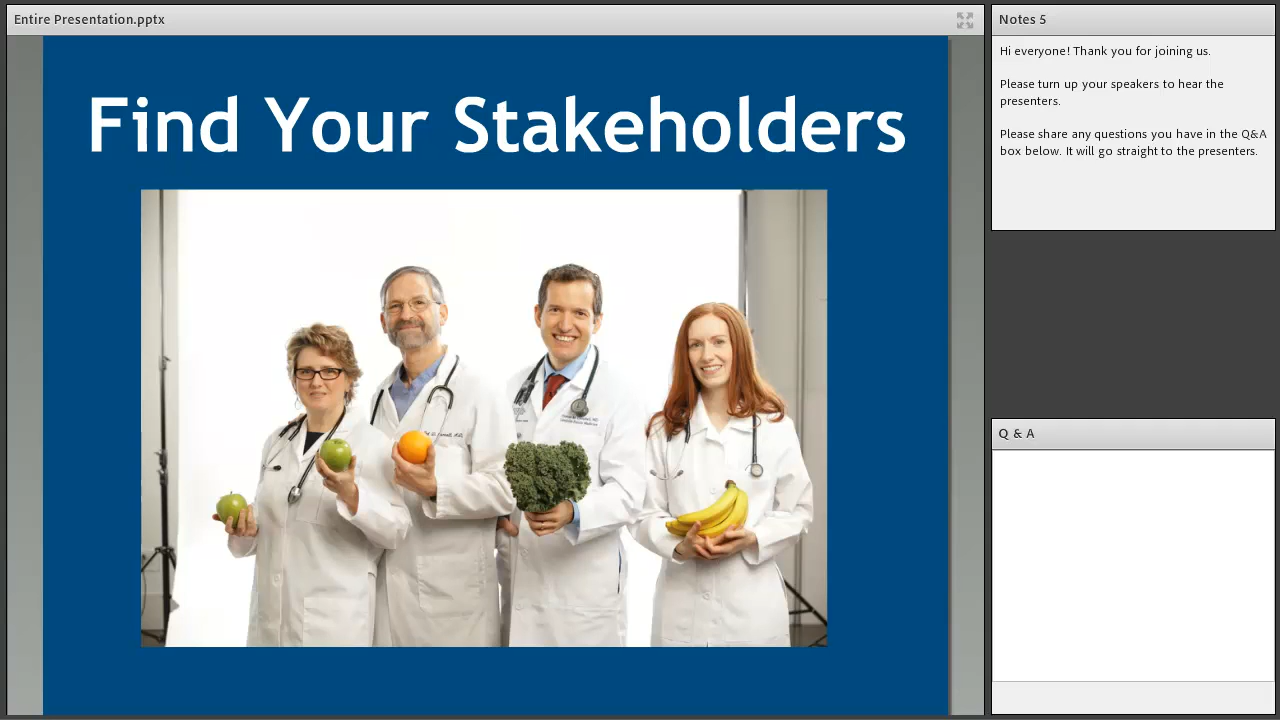 Entire Presentation.pptx
Find Your Stakeholders
Notes 5
Hi everyone! Thank you for joining us.
Please turn up your speakers to hear the
presenters.
Please share any questions you have in the Q&A
box below. It will go straight to the presenters.
Q & A